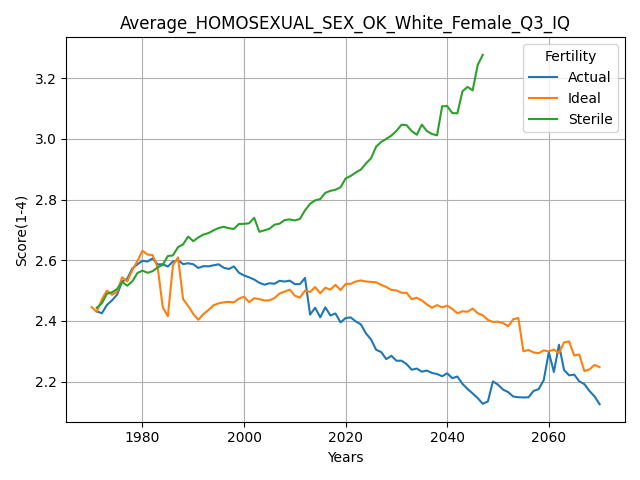 Average_HOMOSEXUAL_SEX_OK_White_Female_Q3_IQ
Fertility
Actual
Ideal
Sterile
Score(1-4)
3.2
3.0
2.8
2.6
2.4
2.2
1980 2000 2020 2040 2060
Years